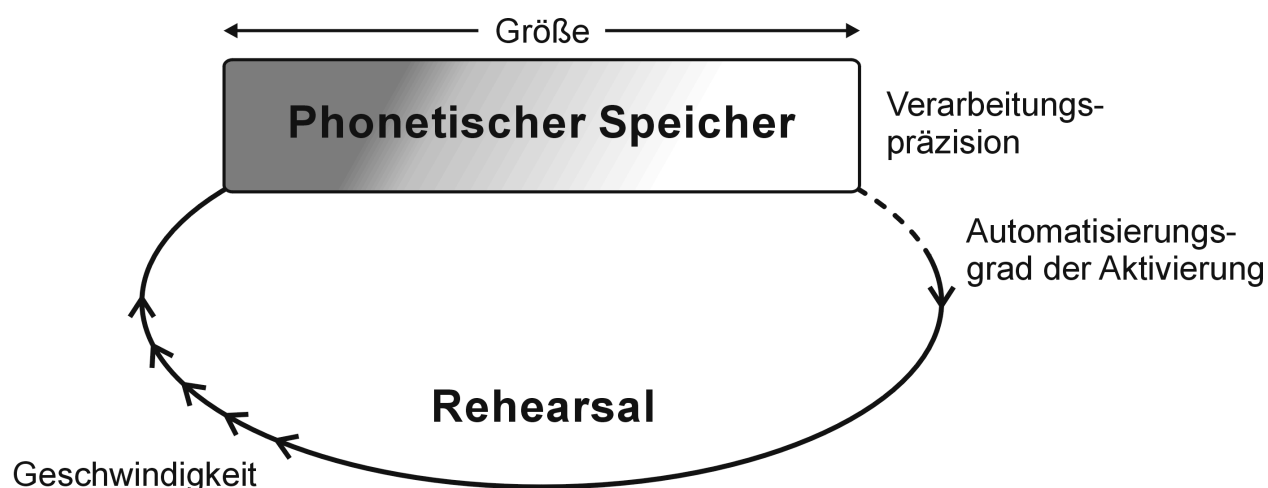 Größe
Phonetischer Speicher
Verarbeitungs-
präzision
Automatisierungs-
grad der Aktivierung
Rehearsal
Geschwindigkeit